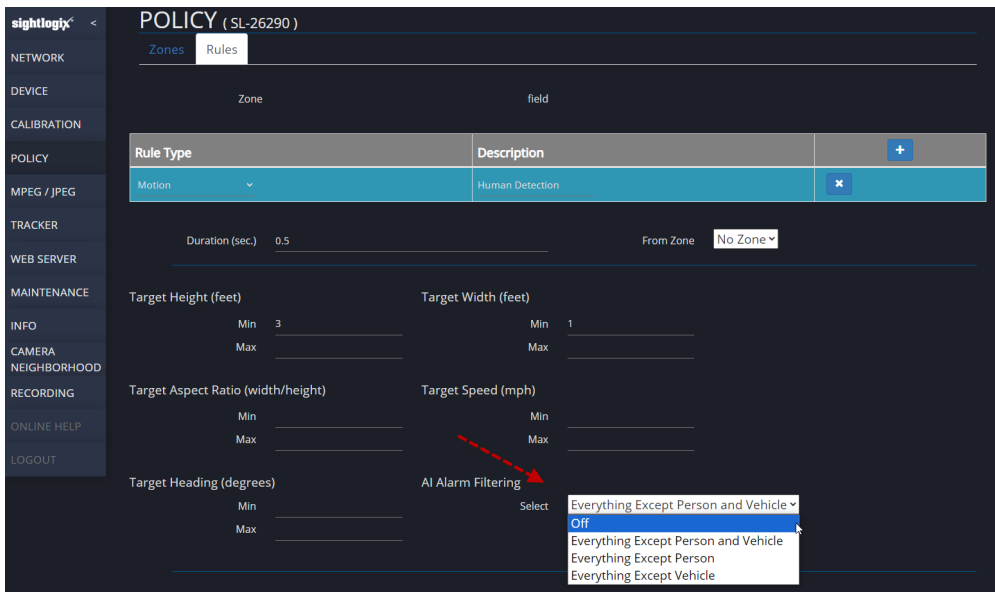 sightlogix <
NETWORK
DEVICE
CALIBRATION
POLICY
MPEG / JPEG
TRACKER
WEB SERVER
MAINTENANCE
INFO
CAMERA
NEIGHBORHOOD
RECORDING
ONLINE HELP
LOGOUT
POLICY ( SL-26290 )
Zones Rules
Zone field
Rule Type Description +
Motion Human Detection ×
Duration (sec.) 0.5 From Zone No Zone
Target Height (feet) Target Width (feet)
Min 3 Min 1
Max Max
Target Aspect Ratio (width/height) Target Speed (mph)
Min Min
Max Max
Target Heading (degrees) AI Alarm Filtering
Min Select Everything Except Person and Vehicle
Max Off
Everything Except Person and Vehicle
Everything Except Person
Everything Except Vehicle